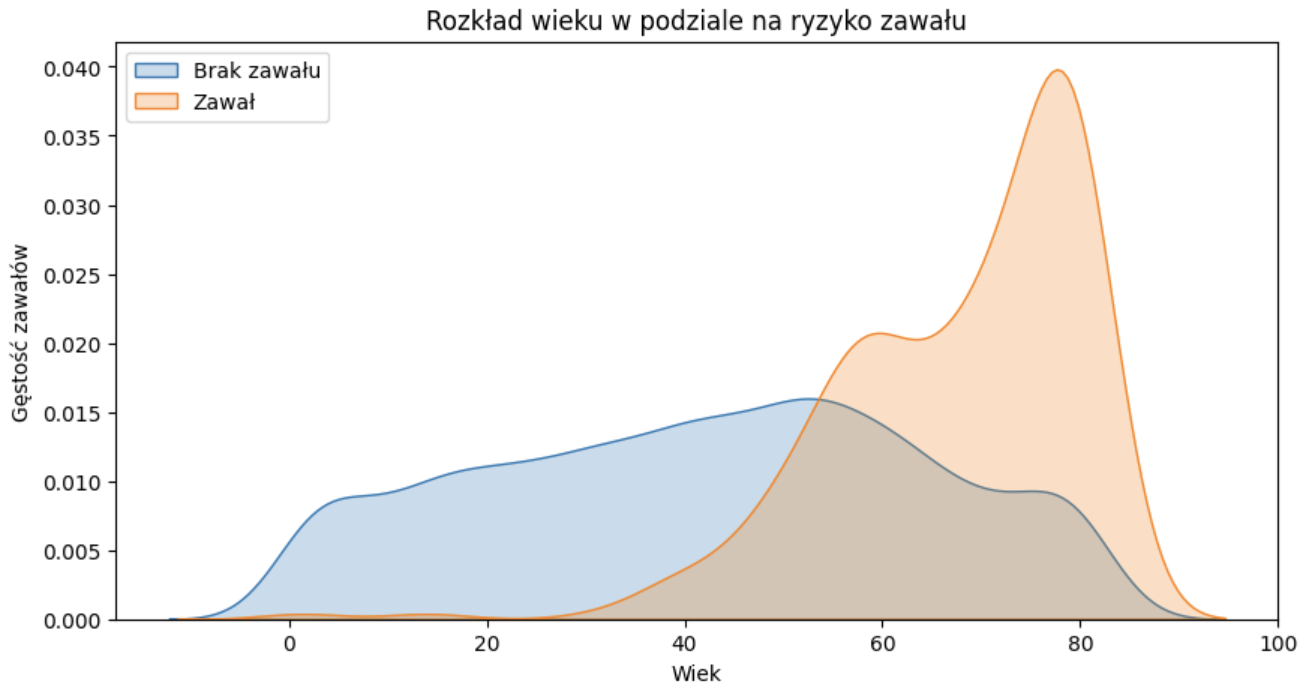 Rozkład wieku w podziale na ryzyko zawału
Brak zawału
Zawał
0.040
0.035
0.030
0.025
0.020
0.015
0.010
0.005
0.000
Gęstość zawałów
0 20 40 60 80 100
Wiek